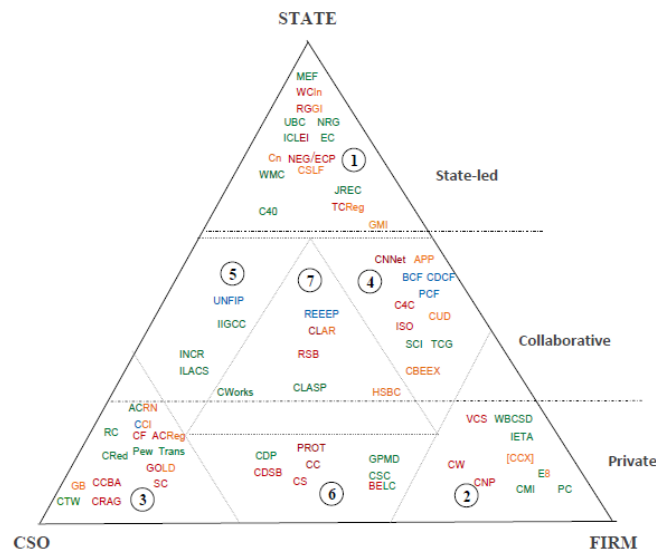 STATE
MEF
WCIn
RGGI
UBC NRG
ICLEI EC
Cn NEG/ECP 1
CSLF
WMC
State-led
JREC
C40 TCReg
GMI
CNNet APP
5 7 4 BCF CDCF
PCF
UNFIP
REEEP C4C
CUD
IIGCC CLAR ISO
SCI TCG
Collaborative
INCR RSB
ILACS
CBEEX
CWorks CLASP HSBC
ACRN
CCI
VCS WBCSD
RC CF ACReg
IETA
Private
CRed Pew Trans
CDP PROT GPMD
[CCX]
GOLD CDSB CC CW
E8
GB CCBA SC CS CSC CNP
BELC
CMI PC
CTW CRAG 3 6 2
CSO FIRM